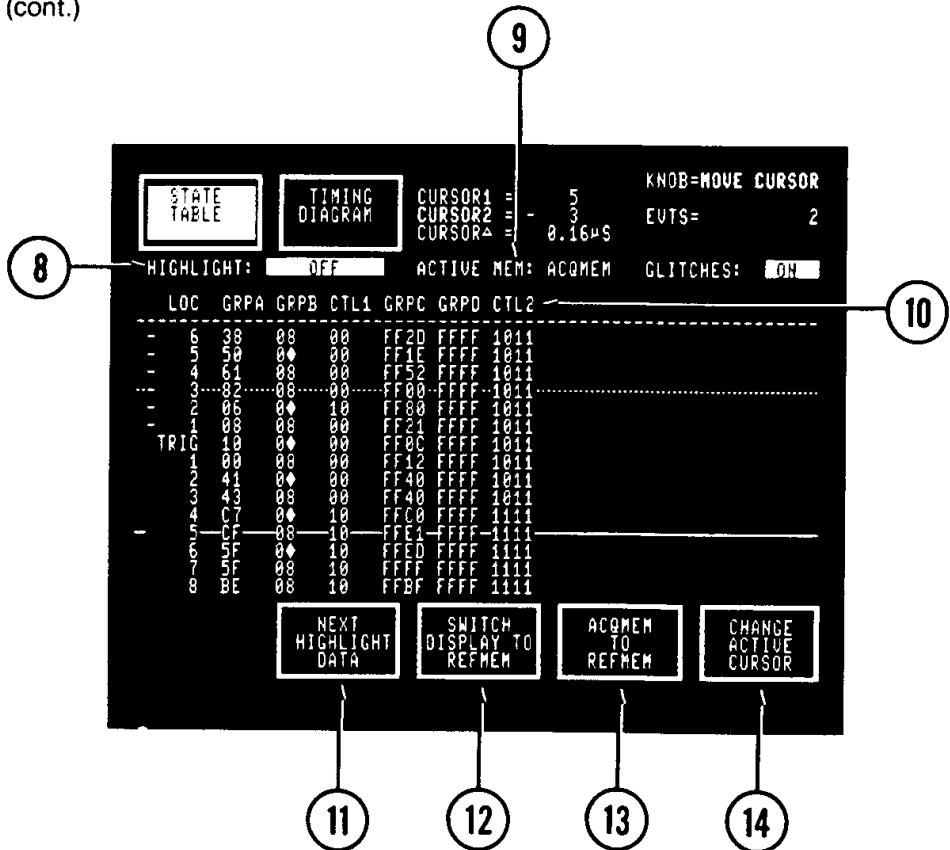 (cont.)
9
STATE TABLE
TIMING DIAGRAM
CURSOR1 = 5
CURSOR2 = - 3
CURSOR△ = 0.16µS
KNOB=MOVE CURSOR
EVTS= 2
8
HIGHLIGHT: OFF ACTIVE MEM: ACQMEM GLITCHES: ON
LOC GRPA GRPB CTL1 GRPC GRPD CTL2
10
- 6 38 08 00 FF2D FFFF 1011
- 5 50 0♦ 00 FF1E FFFF 1011
- 4 61 08 00 FF52 FFFF 1011
- 3 82 08 00 FF00 FFFF 1011
- 2 06 0♦ 10 FF80 FFFF 1011
- 1 08 08 00 FF21 FFFF 1011
TRIG 10 0♦ 00 FF0C FFFF 1011
1 00 08 00 FF12 FFFF 1011
2 41 0♦ 00 FF40 FFFF 1011
3 43 08 00 FF40 FFFF 1011
4 C7 0♦ 10 FFC0 FFFF 1111
5 CF 08 10 FFE1 FFFF 1111
6 5F 0♦ 10 FFED FFFF 1111
7 5F 08 10 FFFF FFFF 1111
8 BE 08 10 FFBF FFFF 1111
NEXT HIGHLIGHT DATA
SWITCH DISPLAY TO REFMEM
ACQMEM TO REFMEM
CHANGE ACTIVE CURSOR
11
12
13
14